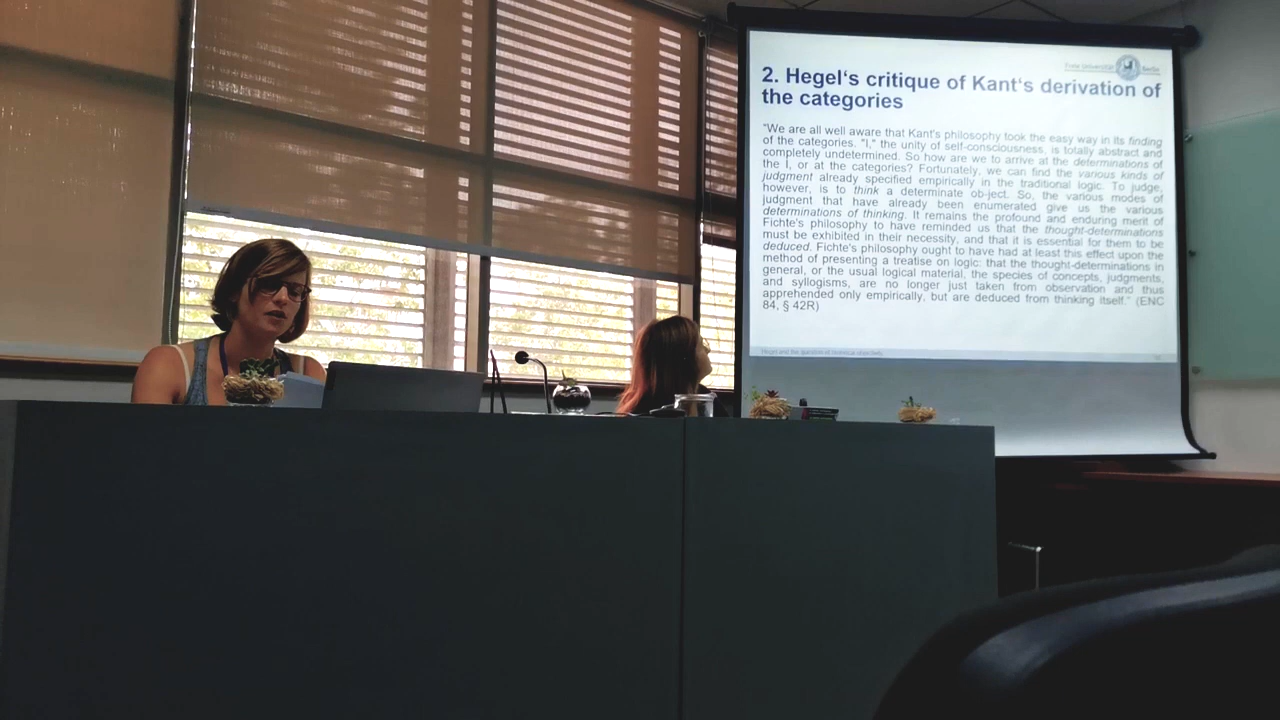 Freie Universität Berlin
2. Hegel‘s critique of Kant‘s derivation of
the categories
"We are all well aware that Kant's philosophy took the easy way in its finding
of the categories. "I," the unity of self-consciousness, is totally abstract and
completely undetermined. So how are we to arrive at the determinations of
the I, or at the categories? Fortunately, we can find the various kinds of
judgment already specified empirically in the traditional logic. To judge,
however, is to think a determinate ob-ject. So, the various modes of
judgment that have already been enumerated give us the various
determinations of thinking. It remains the profound and enduring merit of
Fichte's philosophy to have reminded us that the thought-determinations
must be exhibited in their necessity, and that it is essential for them to be
deduced. Fichte's philosophy ought to have had at least this effect upon the
method of presenting a treatise on logic: that the thought-determinations in
general, or the usual logical material, the species of concepts, judgments,
and syllogisms, are no longer just taken from observation and thus
apprehended only empirically, but are deduced from thinking itself." (ENC
84, § 42R)
Hegel and the question of